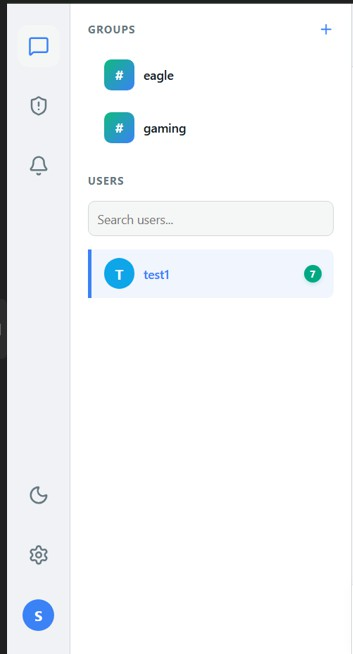 GROUPS
# eagle
# gaming
USERS
Search users...
T test1 7
S